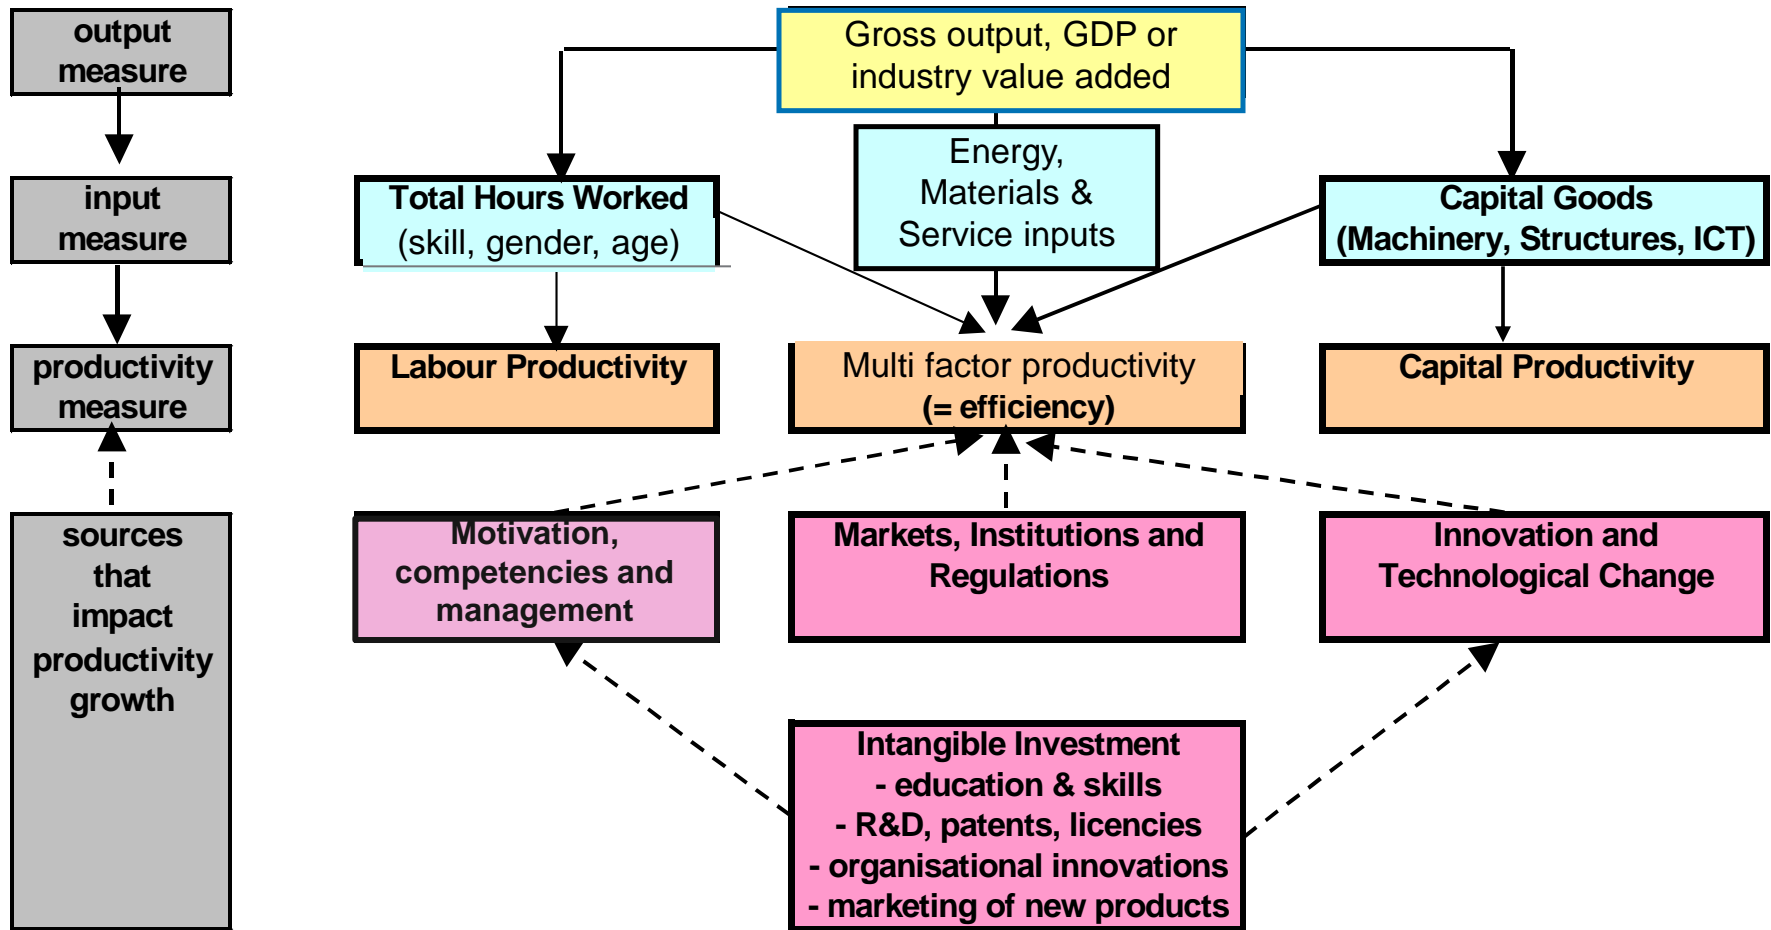 output
measure
Gross output, GDP or
industry value added
input
measure
Total Hours Worked
(skill, gender, age)
Energy,
Materials &
Service inputs
Capital Goods
(Machinery, Structures, ICT)
productivity
measure
Labour Productivity
Multi factor productivity
(= efficiency)
Capital Productivity
sources
that
impact
productivity
growth
Motivation,
competencies and
management
Markets, Institutions and
Regulations
Innovation and
Technological Change
Intangible Investment
- education & skills
- R&D, patents, licencies
- organisational innovations
- marketing of new products